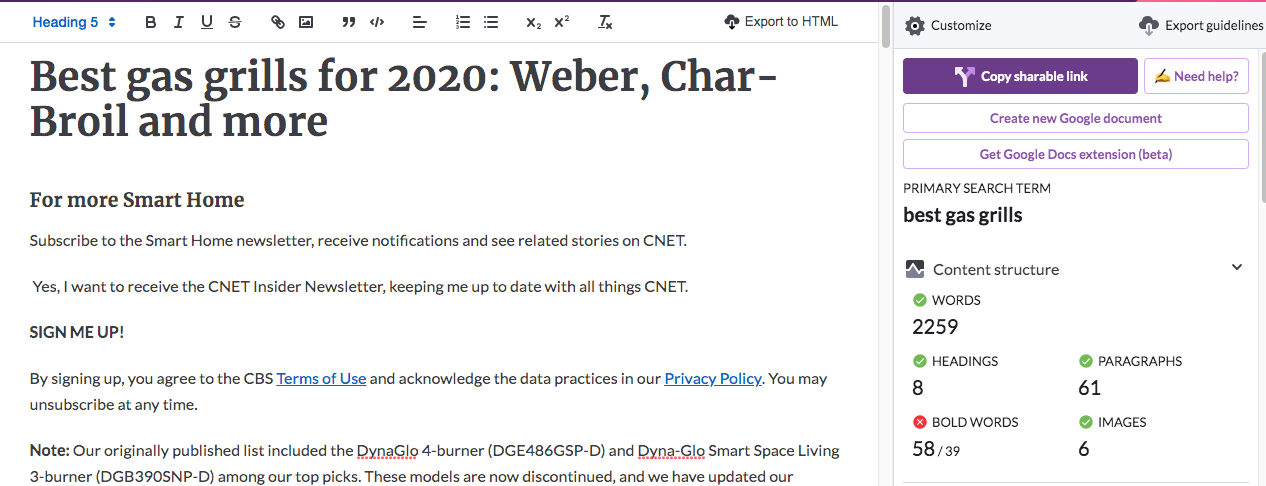 Heading 5 B I U S x₂ x² Tx Export to HTML
Customize Export guidelines
Best gas grills for 2020: Weber, Char-
Broil and more
For more Smart Home
Subscribe to the Smart Home newsletter, receive notifications and see related stories on CNET.
Yes, I want to receive the CNET Insider Newsletter, keeping me up to date with all things CNET.
SIGN ME UP!
By signing up, you agree to the CBS Terms of Use and acknowledge the data practices in our Privacy Policy. You may
unsubscribe at any time.
Note: Our originally published list included the DynaGlo 4-burner (DGE486GSP-D) and Dyna-Glo Smart Space Living
3-burner (DGB390SNP-D) among our top picks. These models are now discontinued, and we have updated our
Copy sharable link Need help?
Create new Google document
Get Google Docs extension (beta)
PRIMARY SEARCH TERM
best gas grills
Content structure
WORDS
2259
HEADINGS PARAGRAPHS
8 61
BOLD WORDS IMAGES
58 / 39 6